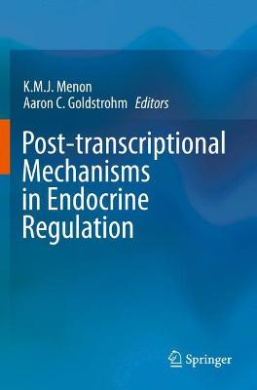 K.M.J. Menon
Aaron C. Goldstrohm Editors
Post-transcriptional
Mechanisms
in Endocrine
Regulation
Springer